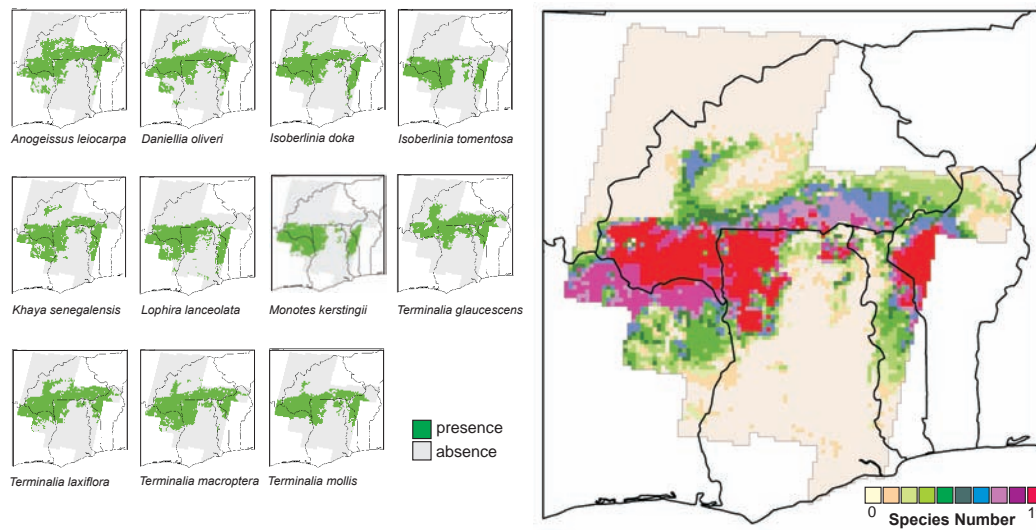 Anogeissus leiocarpa
Daniellia oliveri
Isoberlinia doka
Isoberlinia tomentosa
Khaya senegalensis
Lophira lanceolata
Monotes kerstingii
Terminalia glaucescens
Terminalia laxiflora
Terminalia macroptera
Terminalia mollis
presence
absence
0
1
Species Number